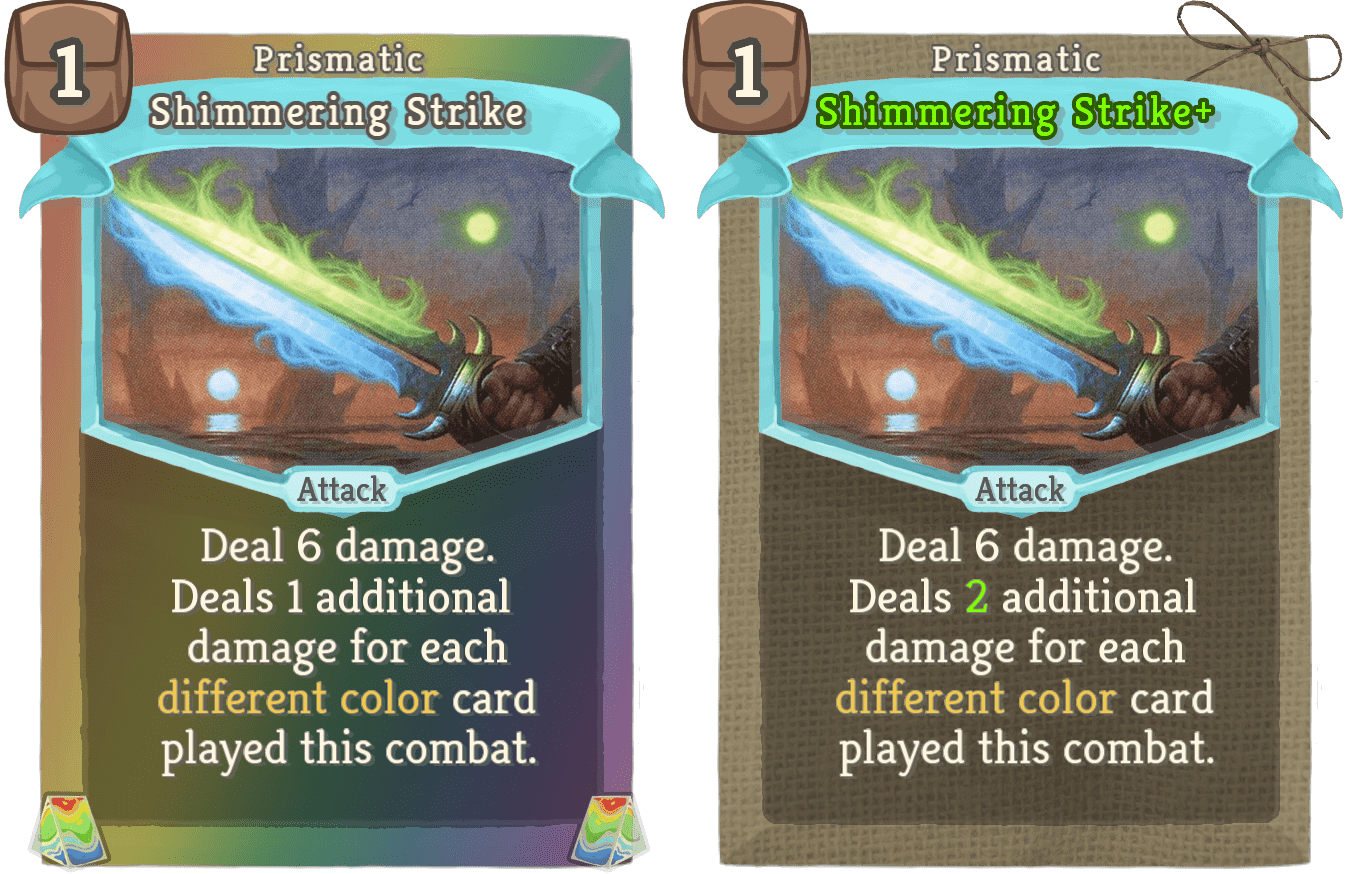 1
Prismatic
Shimmering Strike
Attack
Deal 6 damage.
Deals 1 additional
damage for each
different color card
played this combat.
1
Prismatic
Shimmering Strike+
Attack
Deal 6 damage.
Deals 2 additional
damage for each
different color card
played this combat.